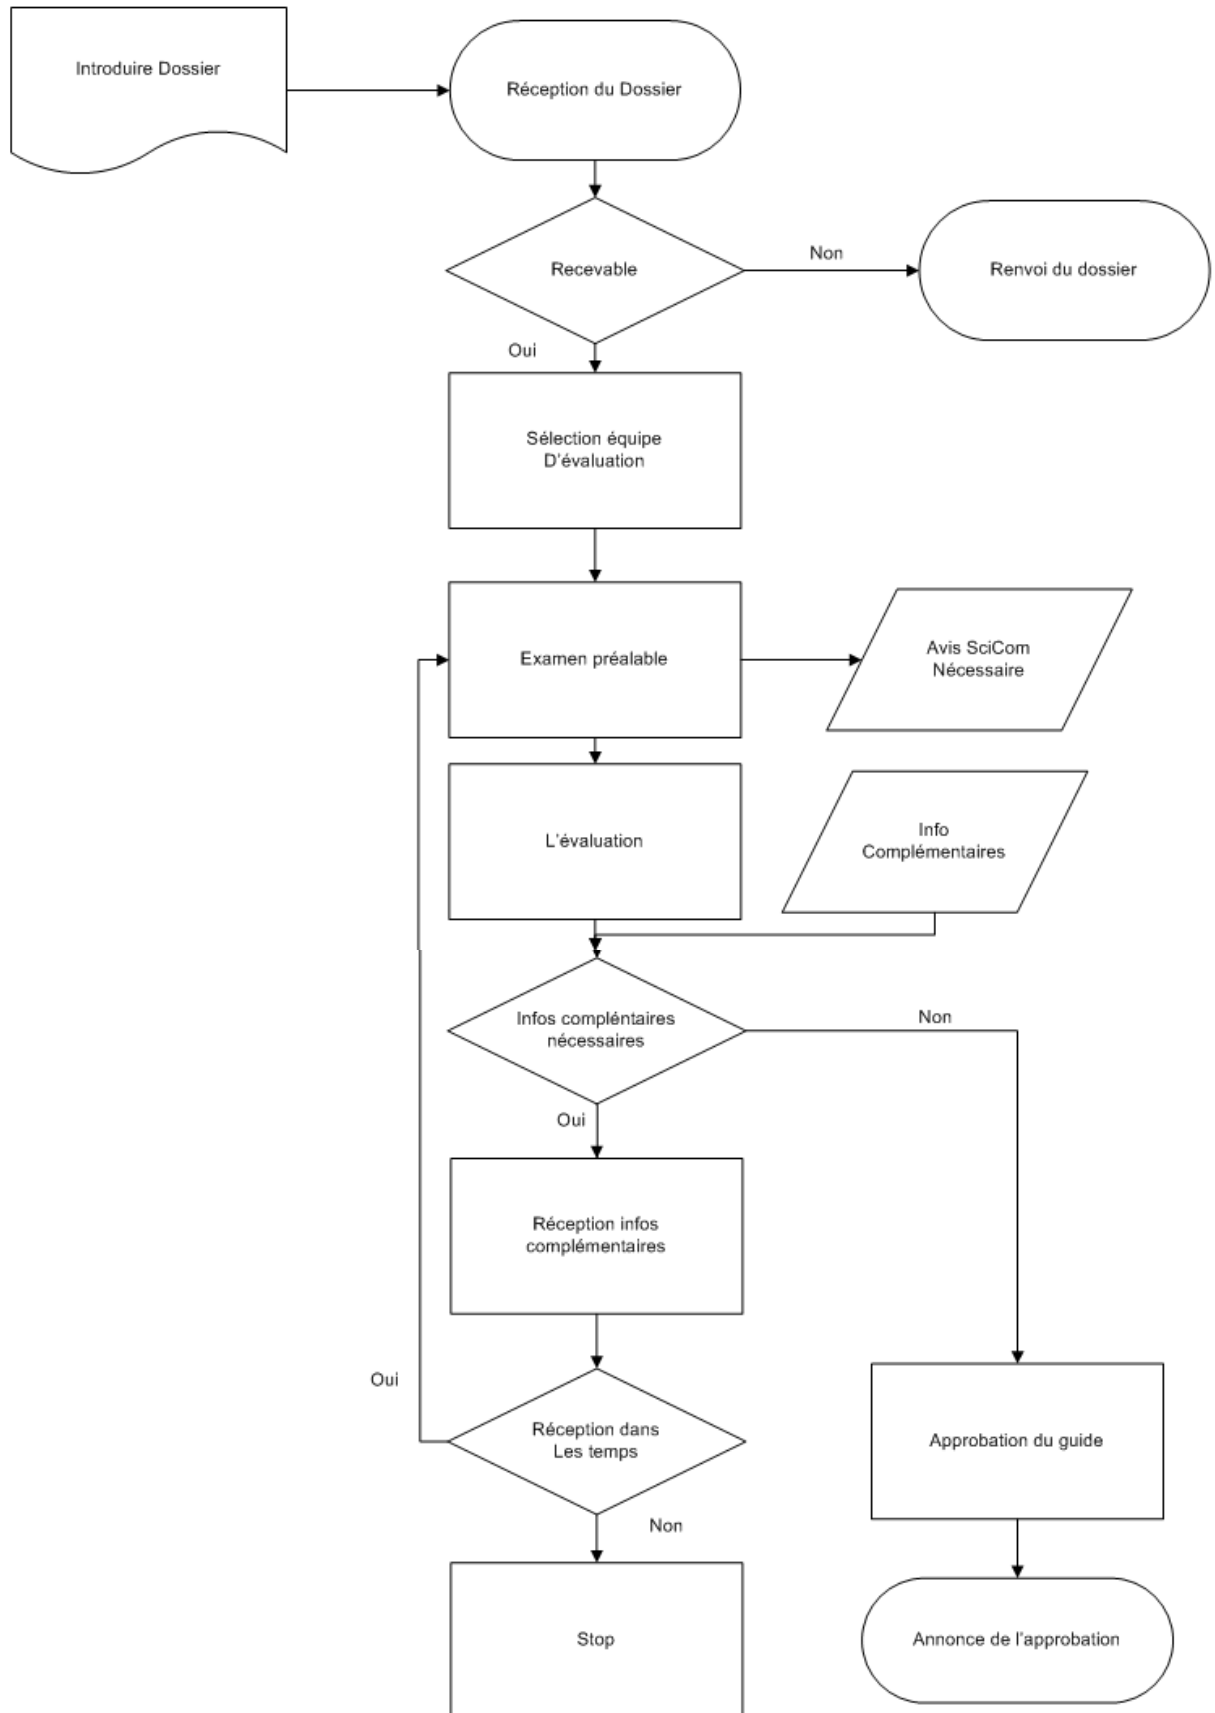 Introduire Dossier
Réception du Dossier
Recevable
Non
Renvoi du dossier
Oui
Sélection équipe
D'évaluation
Examen préalable
Avis SciCom
Nécessaire
L'évaluation
Info
Complémentaires
Infos compléntaires
nécessaires
Non
Oui
Réception infos
complémentaires
Oui
Réception dans
Les temps
Approbation du guide
Non
Stop
Annonce de l'approbation